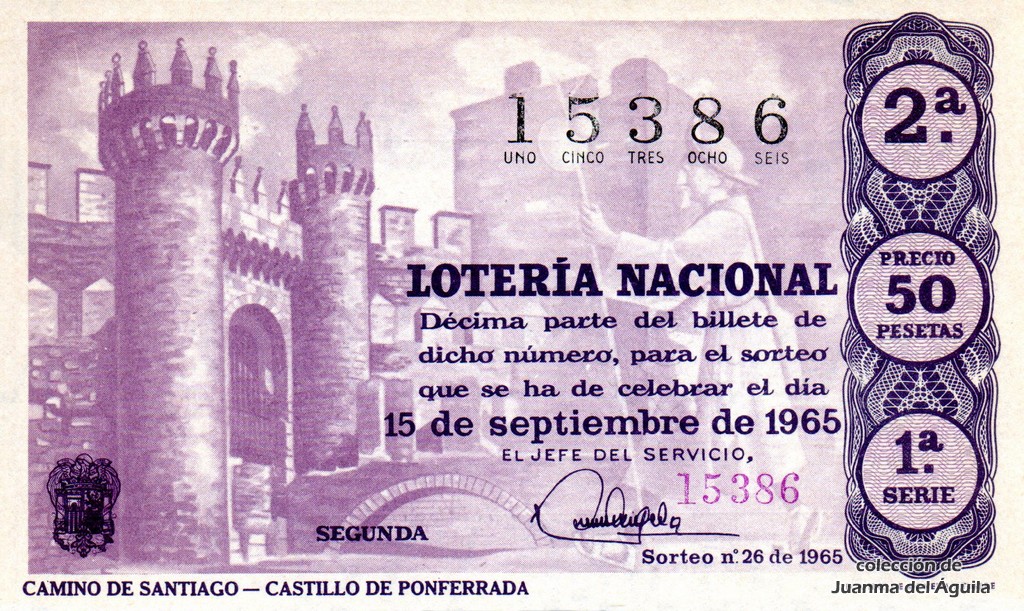 15386
UNO CINCO TRES OCHO SEIS
2.ª
LOTERÍA NACIONAL
PRECIO
50
PESETAS
Décima parte del billete de
dicho número, para el sorteo
que se ha de celebrar el día
15 de septiembre de 1965
EL JEFE DEL SERVICIO,
15386
1.ª
SERIE
SEGUNDA
Sorteo n.º 26 de 1965
CAMINO DE SANTIAGO — CASTILLO DE PONFERRADA
colección de
Juanma del Águila